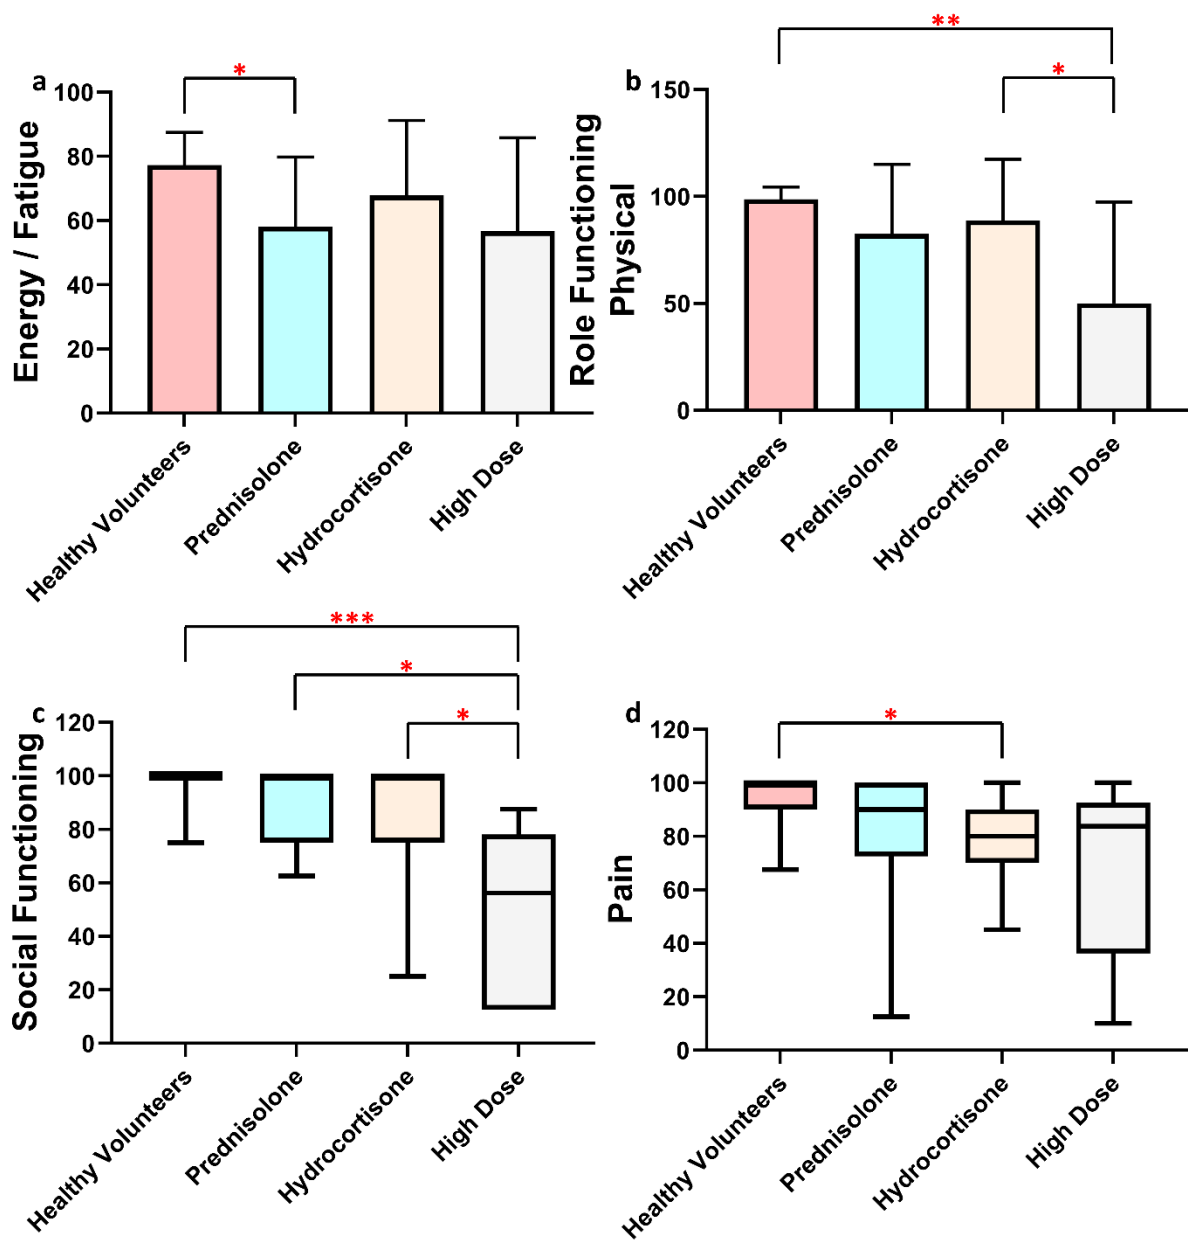 a
*
Energy / Fatigue
100
80
60
40
20
0
Healthy Volunteers
Prednisolone
Hydrocortisone
High Dose
b
**
*
Role Functioning
Physical
150
100
50
0
Healthy Volunteers
Prednisolone
Hydrocortisone
High Dose
c
***
*
*
Social Functioning
120
100
80
60
40
20
0
Healthy Volunteers
Prednisolone
Hydrocortisone
High Dose
d
*
Pain
120
100
80
60
40
20
0
Healthy Volunteers
Prednisolone
Hydrocortisone
High Dose